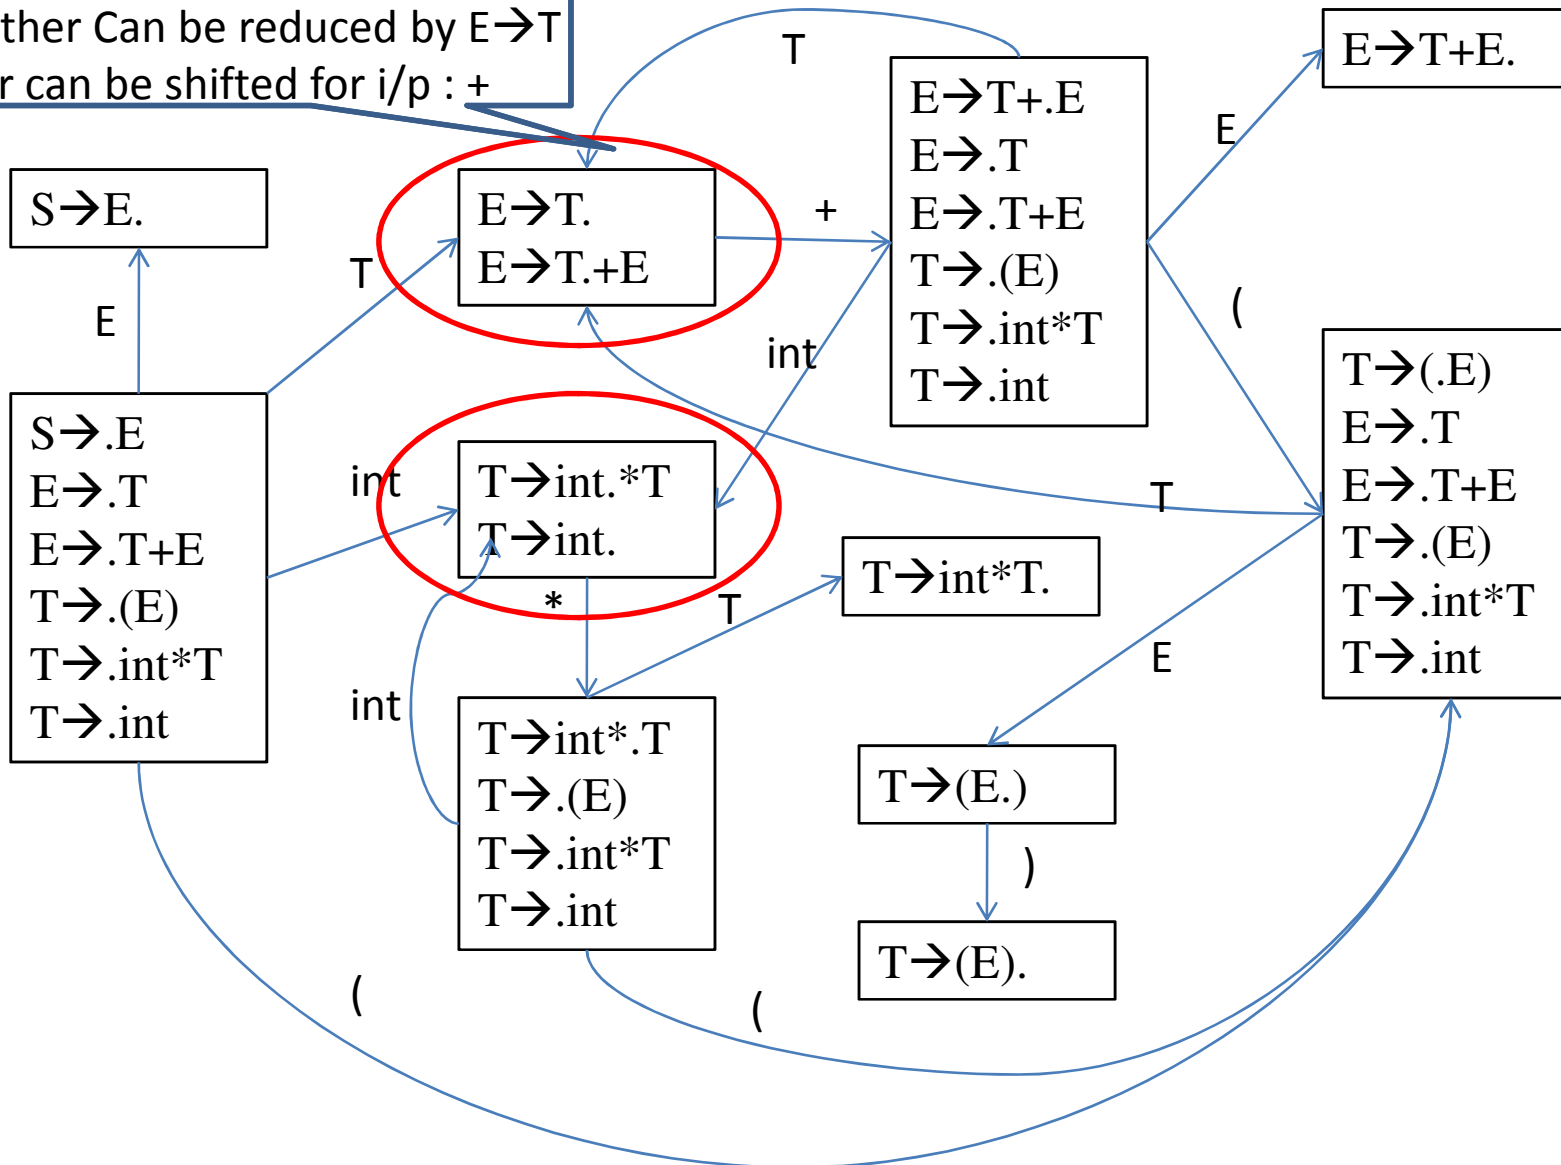 ther Can be reduced by E→T
r can be shifted for i/p : +
T
E→T+E.
E→T+.E
E→.T
E→.T+E
T→.(E)
T→.int*T
T→.int
E
S→E.
E→T.
E→T.+E
+
T
E
(
int
T→(.E)
E→.T
E→.T+E
T→.(E)
T→.int*T
T→.int
S→.E
E→.T
E→.T+E
T→.(E)
T→.int*T
T→.int
int
T→int.*T
T→int.
T
T→int*T.
*
T
E
int
T→int*.T
T→.(E)
T→.int*T
T→.int
T→(E.)
)
T→(E).
(
(